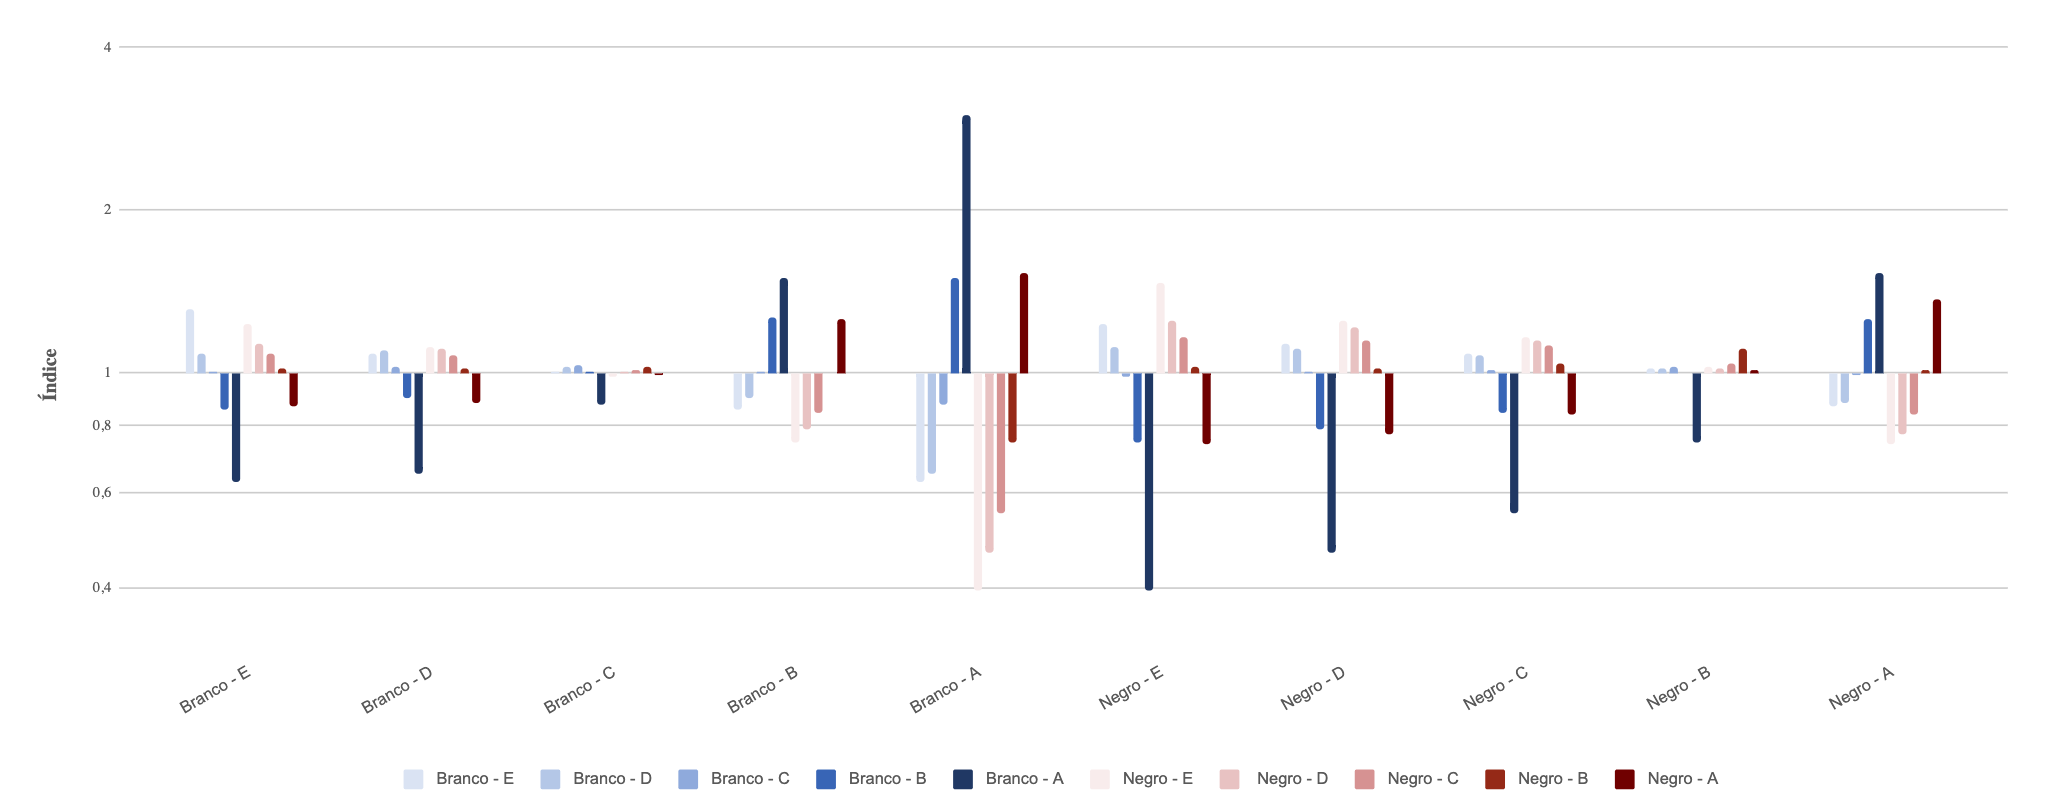 Índice
4
2
1
0,8
0,6
0,4
Branco - E
Branco - D
Branco - C
Branco - B
Branco - A
Negro - E
Negro - D
Negro - C
Negro - B
Negro - A
Branco - E Branco - D Branco - C Branco - B Branco - A Negro - E Negro - D Negro - C Negro - B Negro - A